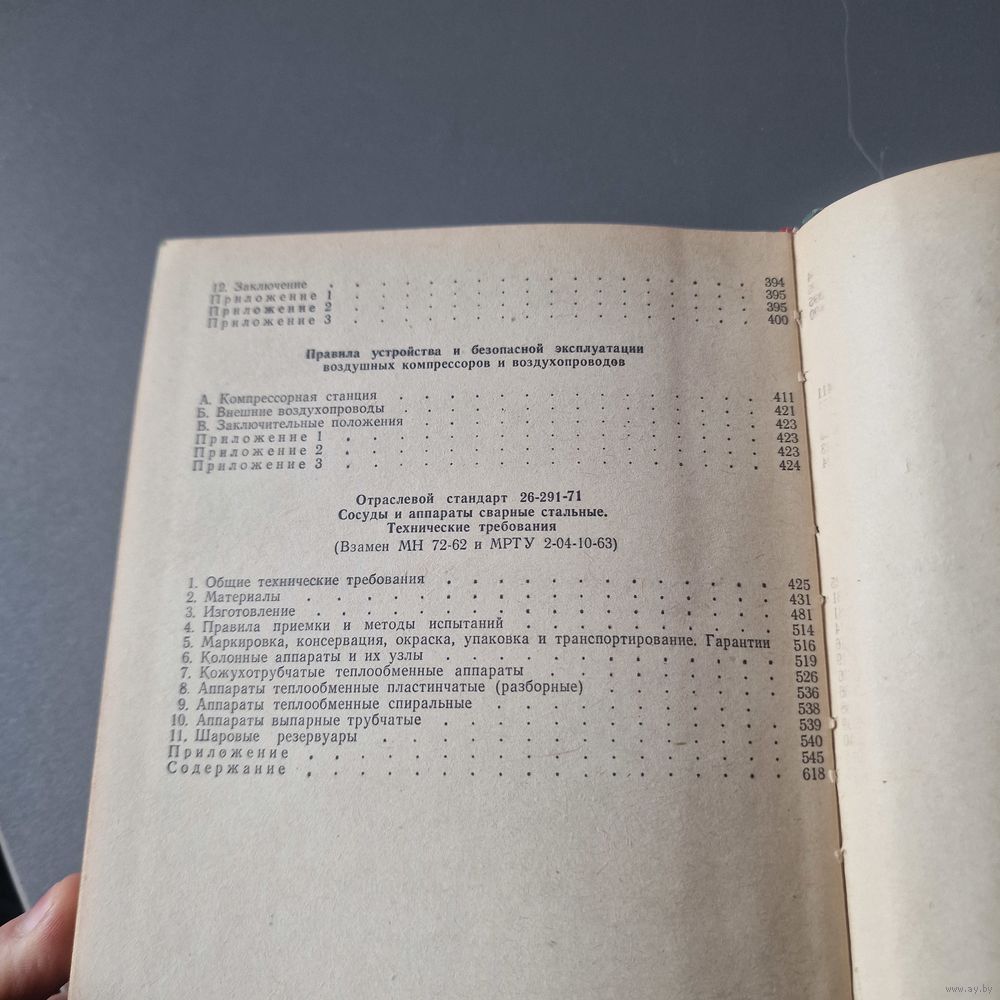 12. Заключение 394
Приложение 1 395
Приложение 2 395
Приложение 3 400
Правила устройства и безопасной эксплуатации
воздушных компрессоров и воздухопроводов
А. Компрессорная станция 411
Б. Внешние воздухопроводы 421
В. Заключительные положения 423
Приложение 1 423
Приложение 2 423
Приложение 3 424
Отраслевой стандарт 26-291-71
Сосуды и аппараты сварные стальные.
Технические требования
(Взамен МН 72-62 и МРТУ 2-04-10-63)
1. Общие технические требования 425
2. Материалы 431
3. Изготовление 481
4. Правила приемки и методы испытаний 514
5. Маркировка, консервация, окраска, упаковка и транспортирование. Гарантии 516
6. Колонные аппараты и их узлы 519
7. Кожухотрубчатые теплообменные аппараты 526
8. Аппараты теплообменные пластинчатые (разборные) 536
9. Аппараты теплообменные спиральные 538
10. Аппараты выпарные трубчатые 539
11. Шаровые резервуары 540
Приложение 545
Содержание 618
www.ay.by